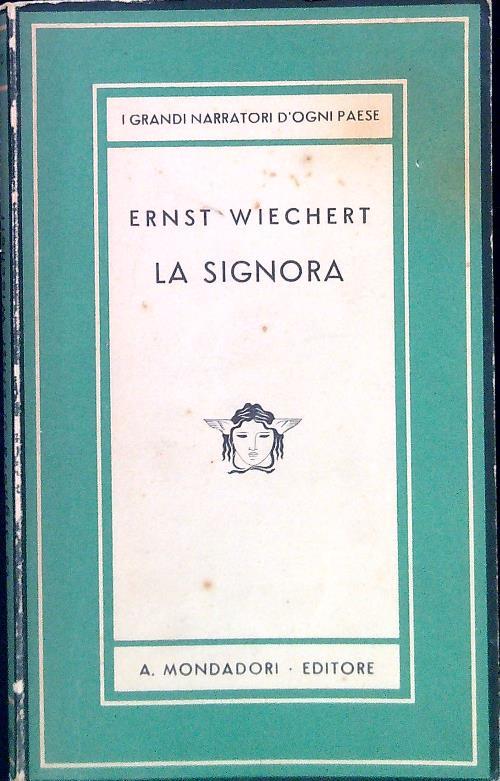 I GRANDI NARRATORI D'OGNI PAESE
ERNST WIECHERT
LA SIGNORA
A. MONDADORI · EDITORE